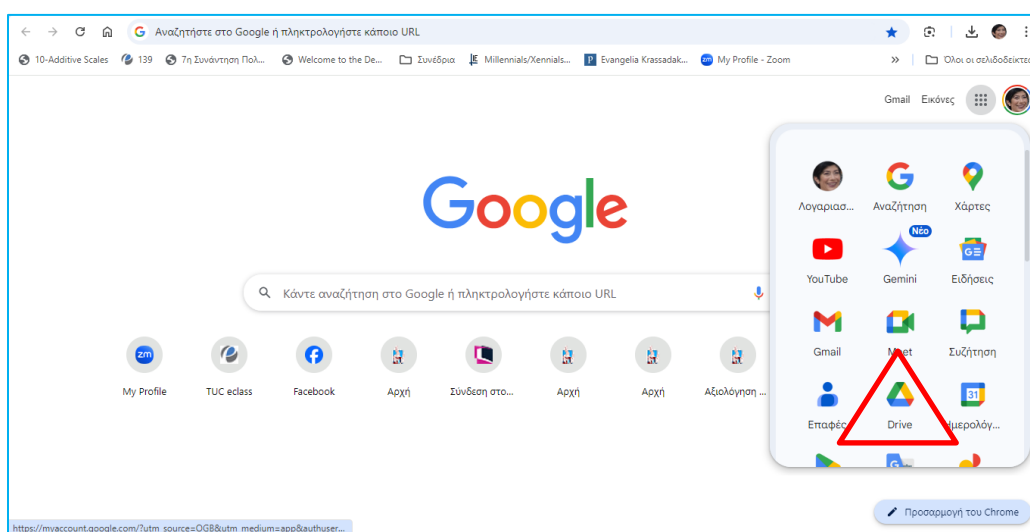 Αναζητήστε στο Google ή πληκτρολογήστε κάποιο URL
10-Additive Scales 139 7η Συνάντηση Πολ... Welcome to the De... Συνέδρια Millennials/Xennials... Evangelia Krassadak... My Profile - Zoom » Όλοι οι σελιδοδείκτες
Gmail Εικόνες
Google
Κάντε αναζήτηση στο Google ή πληκτρολογήστε κάποιο URL
My Profile TUC eclass Facebook Αρχή Σύνδεση στο... Αρχή Αρχή Αξιολόγηση ...
Λογαριασ... Αναζήτηση Χάρτες
Νέο
YouTube Gemini Ειδήσεις
Gmail Meet Συζήτηση
31
Επαφές Drive Ημερολόγ...
Προσαρμογή του Chrome
https://myaccount.google.com/?utm_source=OGB&utm_medium=app&authuser...